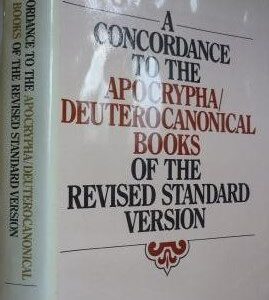 A
CONCORDANCE
TO THE
APOCRYPHA/
DEUTEROCANONICAL
BOOKS
OF THE
REVISED STANDARD
VERSION
CORDANCE TO THE APOCRYPHA/DEUTEROCANONICAL
BOOKS OF THE REVISED STANDARD VERSION